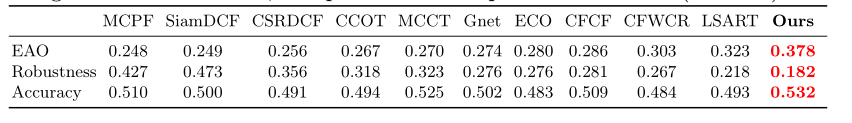 MCPF SiamDCF CSRDCF CCOT MCCT Gnet ECO CFCF CFWCR LSART Ours
EAO 0.248 0.249 0.256 0.267 0.270 0.274 0.280 0.286 0.303 0.323 0.378
Robustness 0.427 0.473 0.356 0.318 0.323 0.276 0.276 0.281 0.267 0.218 0.182
Accuracy 0.510 0.500 0.491 0.494 0.525 0.502 0.483 0.509 0.484 0.493 0.532